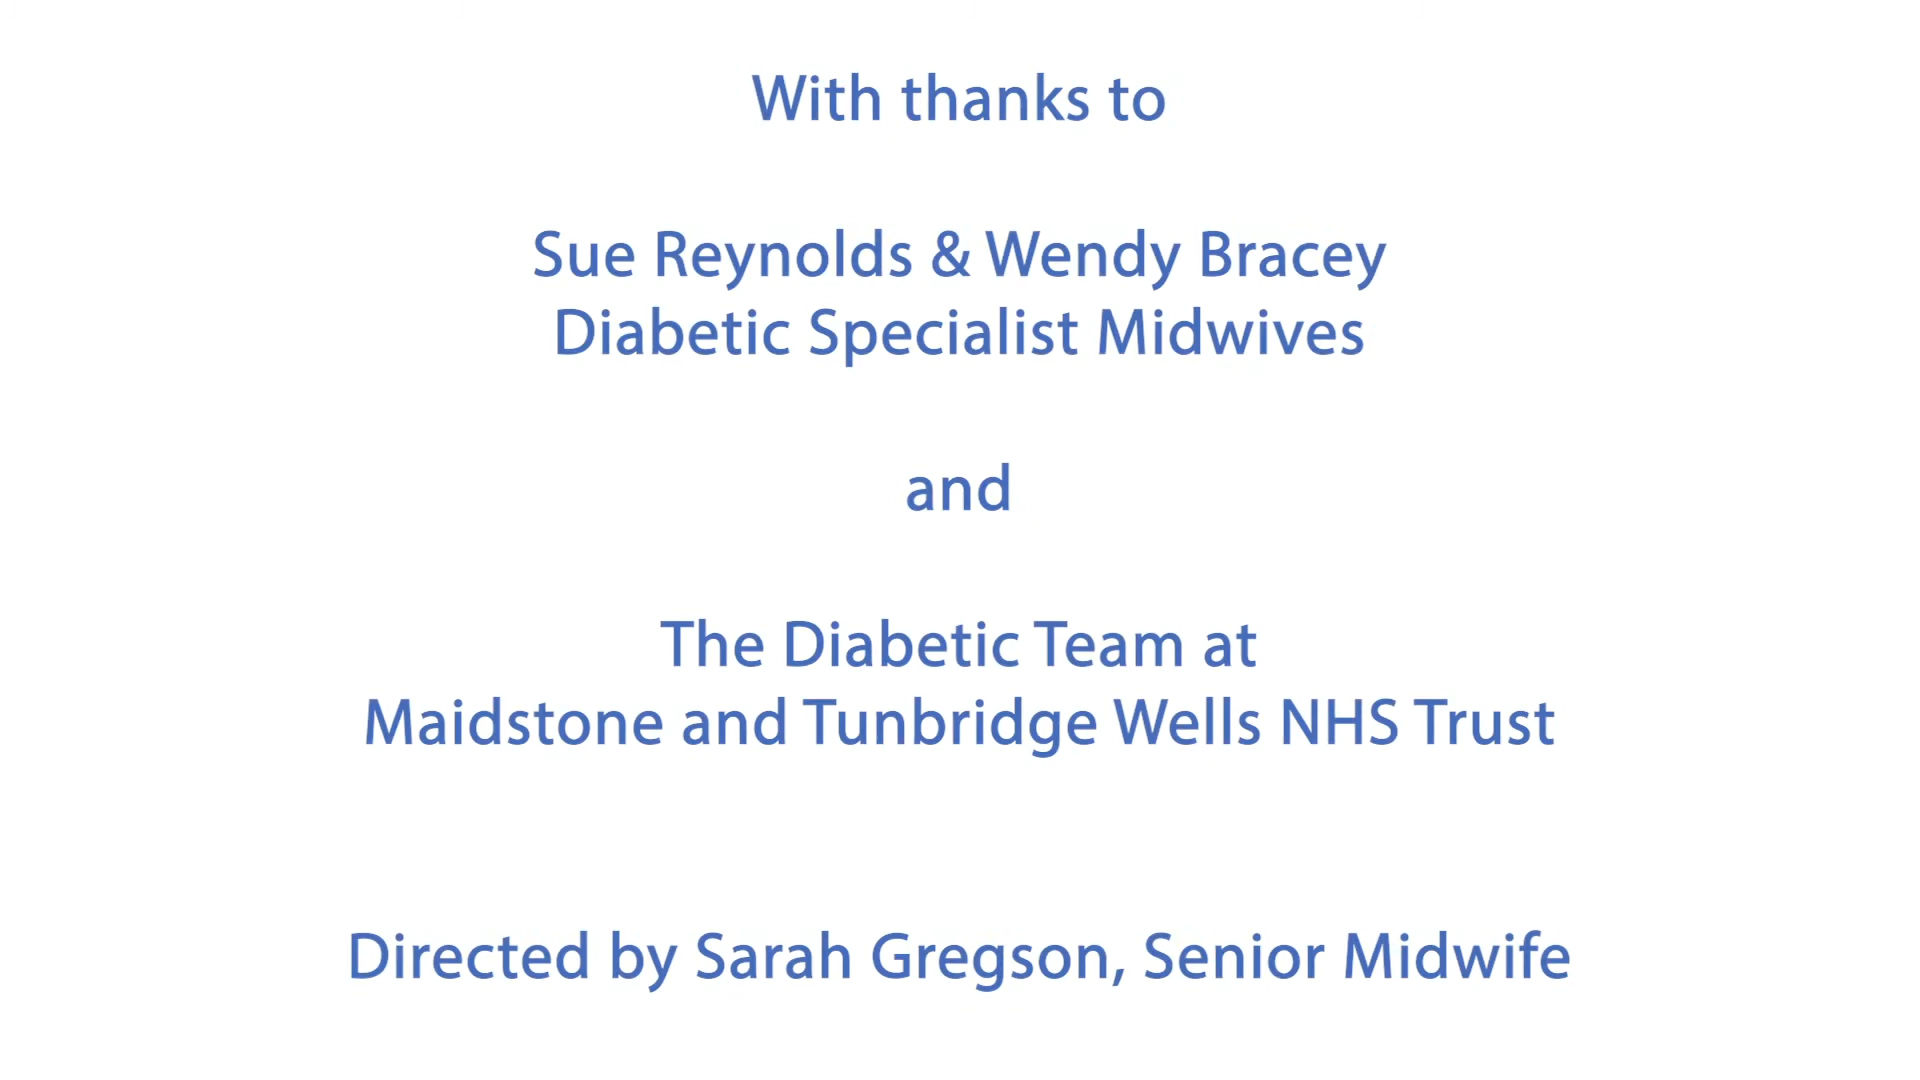 With thanks to
Sue Reynolds & Wendy Bracey
Diabetic Specialist Midwives
and
The Diabetic Team at
Maidstone and Tunbridge Wells NHS Trust
Directed by Sarah Gregson, Senior Midwife